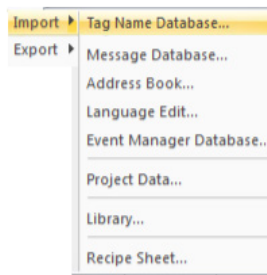 Import
Export
Tag Name Database...
Message Database...
Address Book...
Language Edit...
Event Manager Database..
Project Data...
Library...
Recipe Sheet...